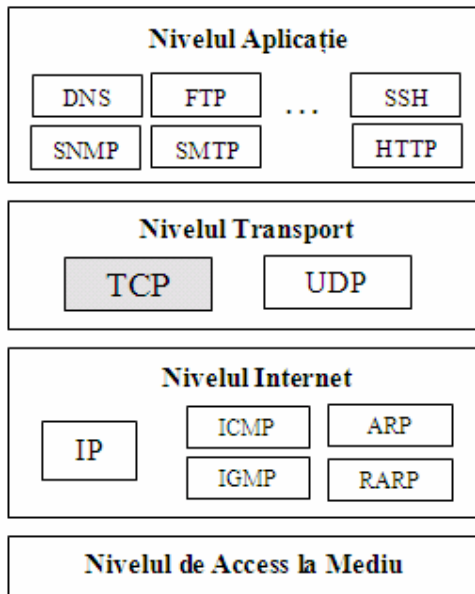 Nivelul Aplicație
DNS FTP ... SSH
SNMP SMTP HTTP
Nivelul Transport
TCP UDP
Nivelul Internet
IP
ICMP ARP
IGMP RARP
Nivelul de Access la Mediu